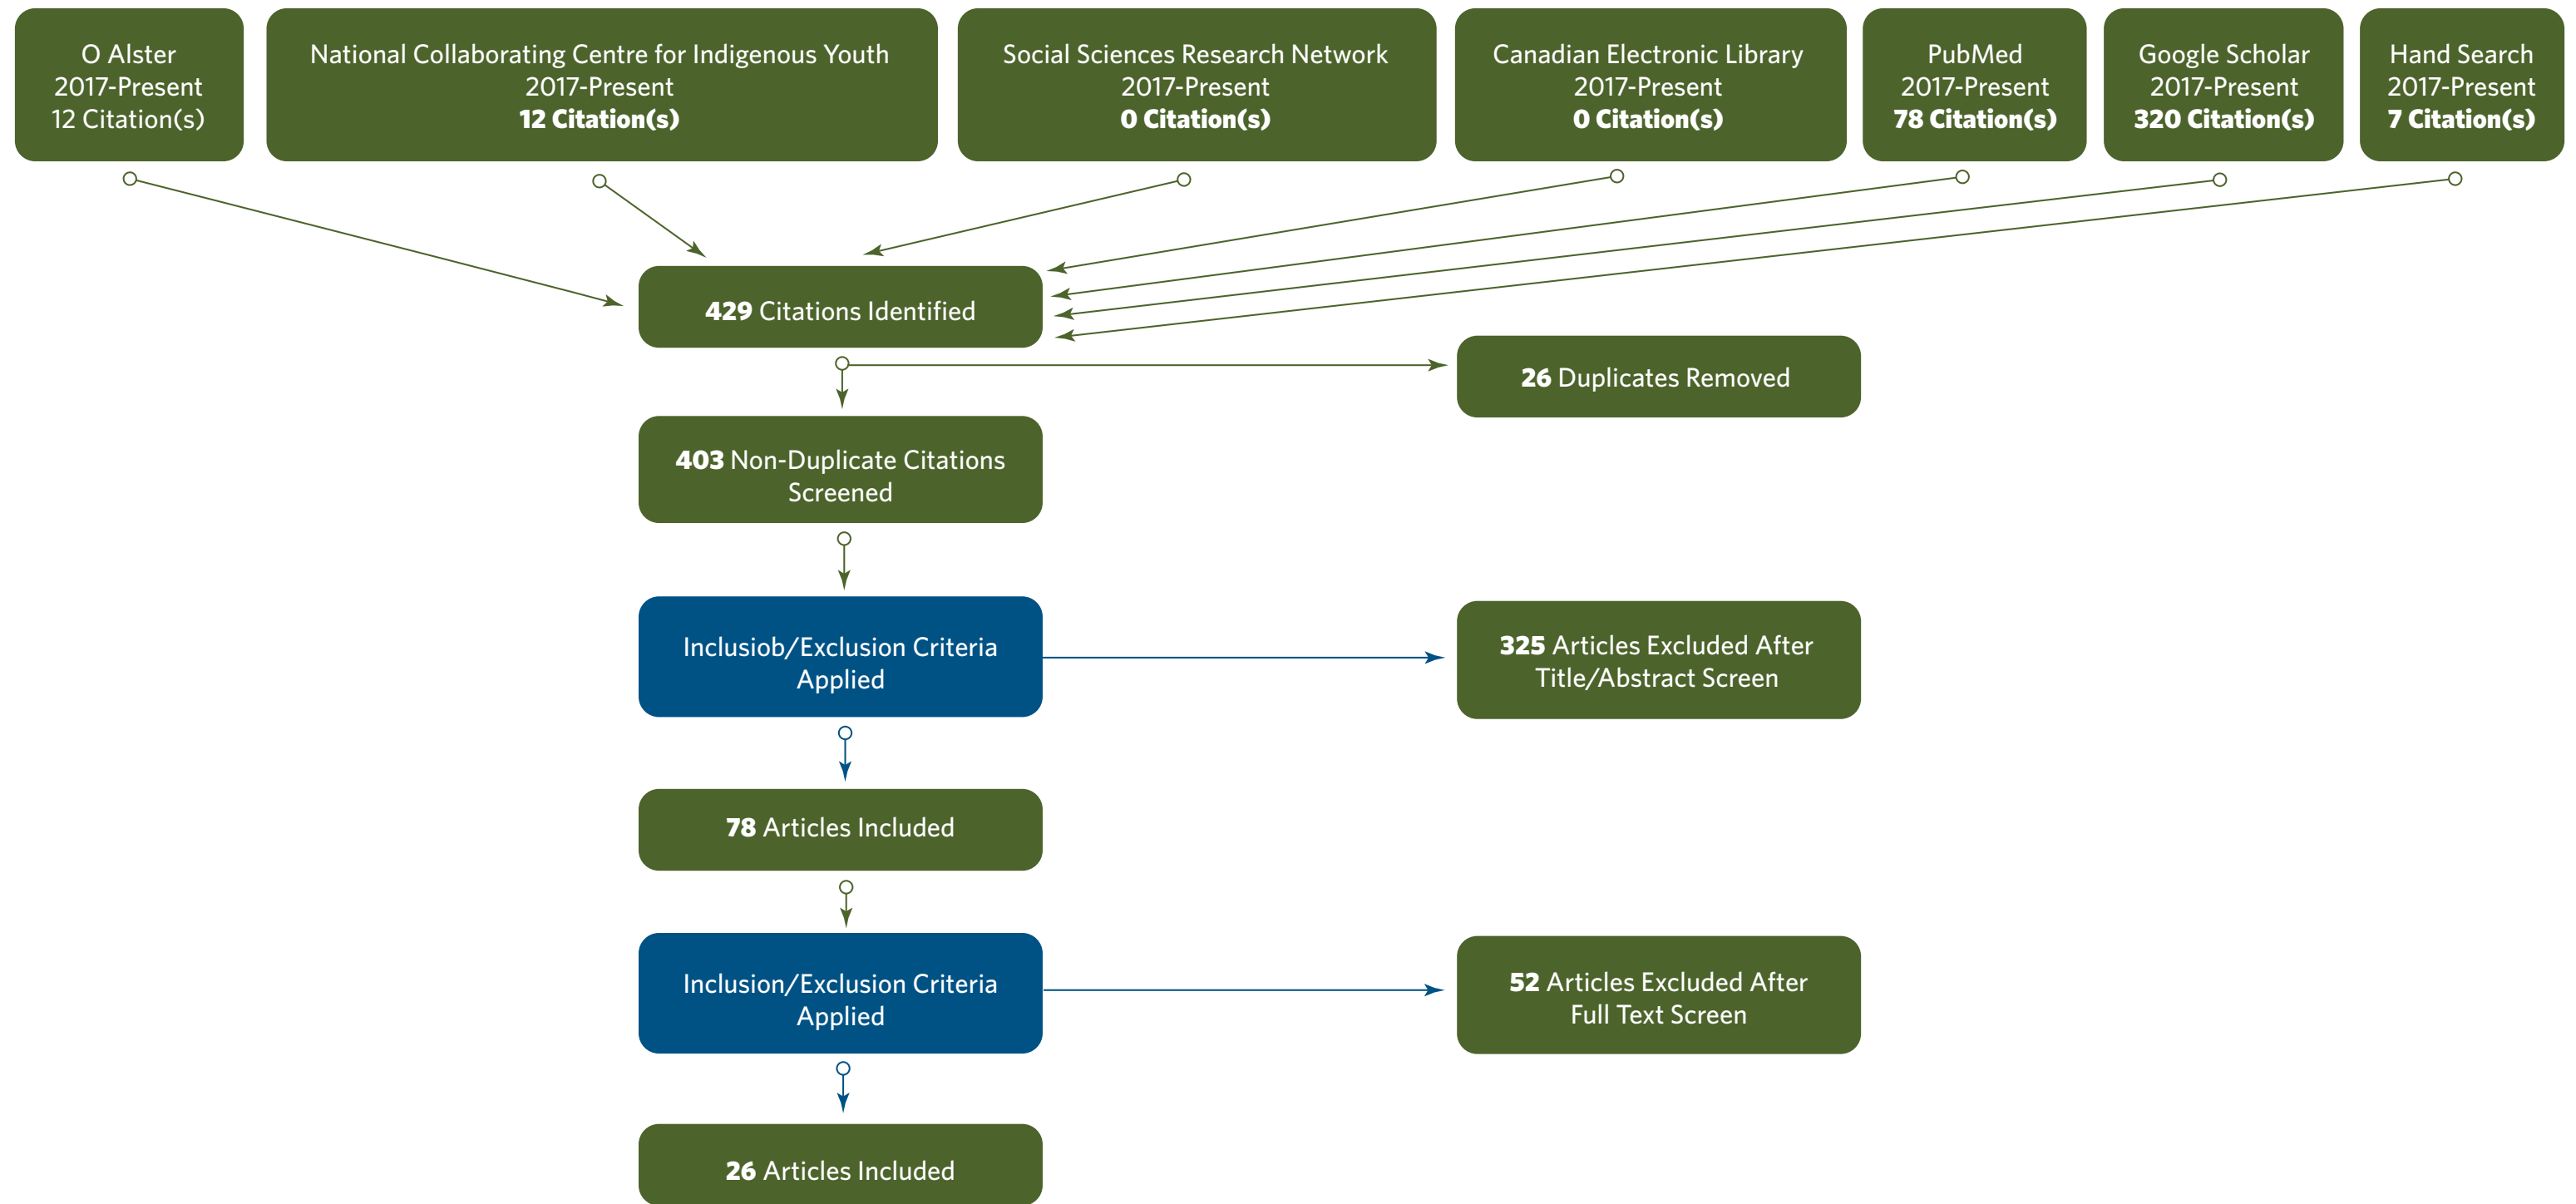 O Alster
2017-Present
12 Citation(s)
National Collaborating Centre for Indigenous Youth
2017-Present
12 Citation(s)
Social Sciences Research Network
2017-Present
0 Citation(s)
Canadian Electronic Library
2017-Present
0 Citation(s)
PubMed
2017-Present
78 Citation(s)
Google Scholar
2017-Present
320 Citation(s)
Hand Search
2017-Present
7 Citation(s)
429 Citations Identified
26 Duplicates Removed
403 Non-Duplicate Citations
Screened
Inclusiob/Exclusion Criteria
Applied
325 Articles Excluded After
Title/Abstract Screen
78 Articles Included
Inclusion/Exclusion Criteria
Applied
52 Articles Excluded After
Full Text Screen
26 Articles Included